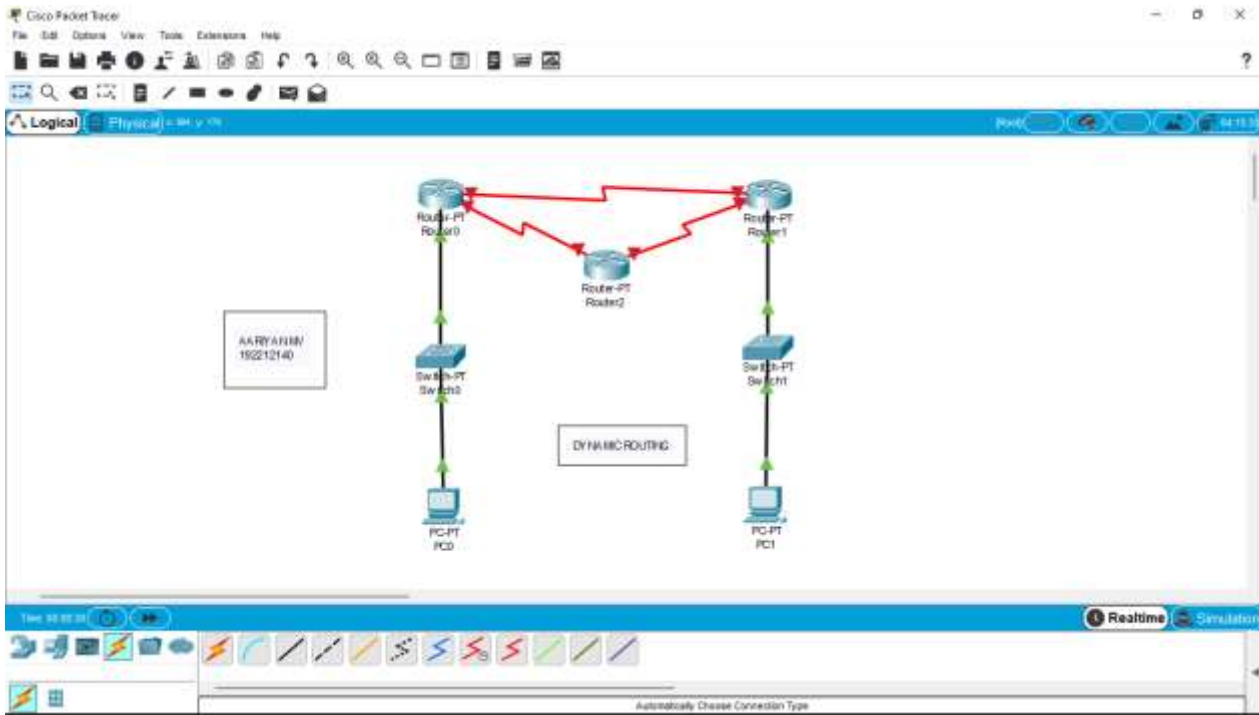 Cisco Packet Tracer
File Edit Options View Tools Extensions Help
Logical Physical
[Root]
Router-PT
Router0
Router-PT
Router1
Router-PT
Router2
192212140
Switch-PT
Switch-PT
Switch1
DYNAMIC ROUTING
PC-PT
PC0
PC-PT
PC1
Realtime Simulation
Automatically Choose Connection Type